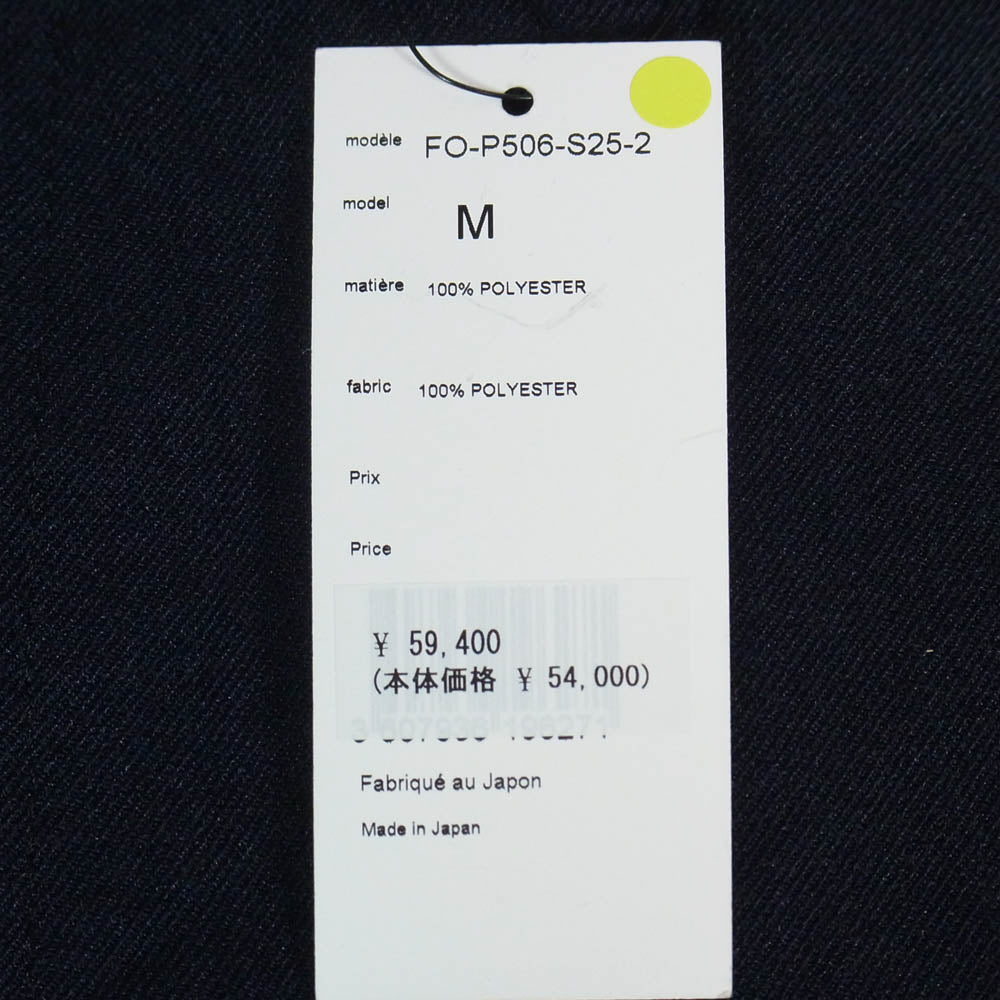 modèle FO-P506-S25-2
model M
matière 100% POLYESTER
fabric 100% POLYESTER
Prix
Price
¥ 59,400
(本体価格 ¥ 54,000)
Fabriqué au Japon
Made in Japan